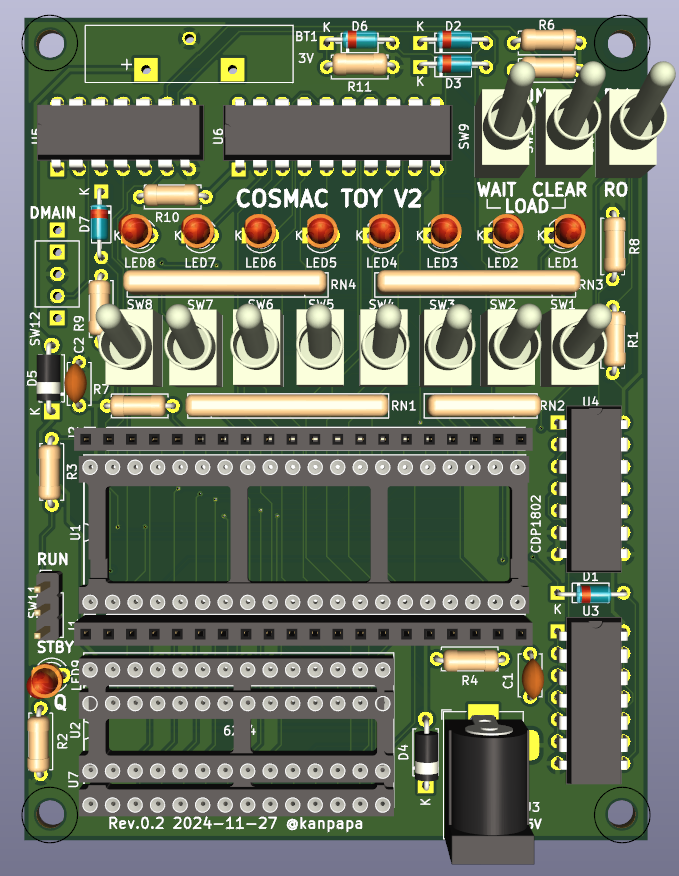 K D6
K D2
R6
BT1
+
3V
R11
K D3
U6
SW9
K
R10
COSMAC TOY V2
WAIT CLEAR RO
LOAD
DMAIN
D7
K K K K K K K K
LED8 LED7 LED6 LED5 LED4 LED3 LED2 LED1
R8
RN4
RN3
SW8 SW7 SW6 SW5 SW4 SW3 SW2 SW1
SW12
R9
C2
R1
D5
K
R7
RN1
RN2
U4
R3
U1
CDP1802
RUN
SW11
STBY
D1
K
U3
LED9
Q
R4
C1
R2
U2
U7
D4
K
J3
5V
Rev.0.2 2024-11-27 @kanpapa